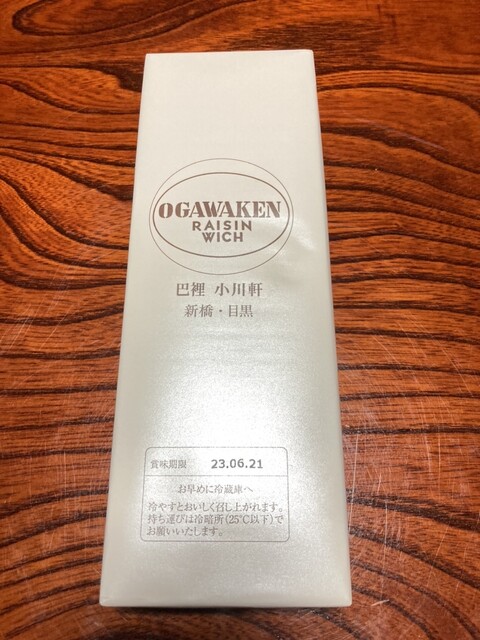 OGAWAKEN
RAISIN
WICH
巴裡 小川軒
新橋・目黒
賞味期限 23.06.21
お早めに冷蔵庫へ
冷やすとおいしく召し上がれます。
持ち運びは冷暗所(25℃以下)で
お願いいたします。